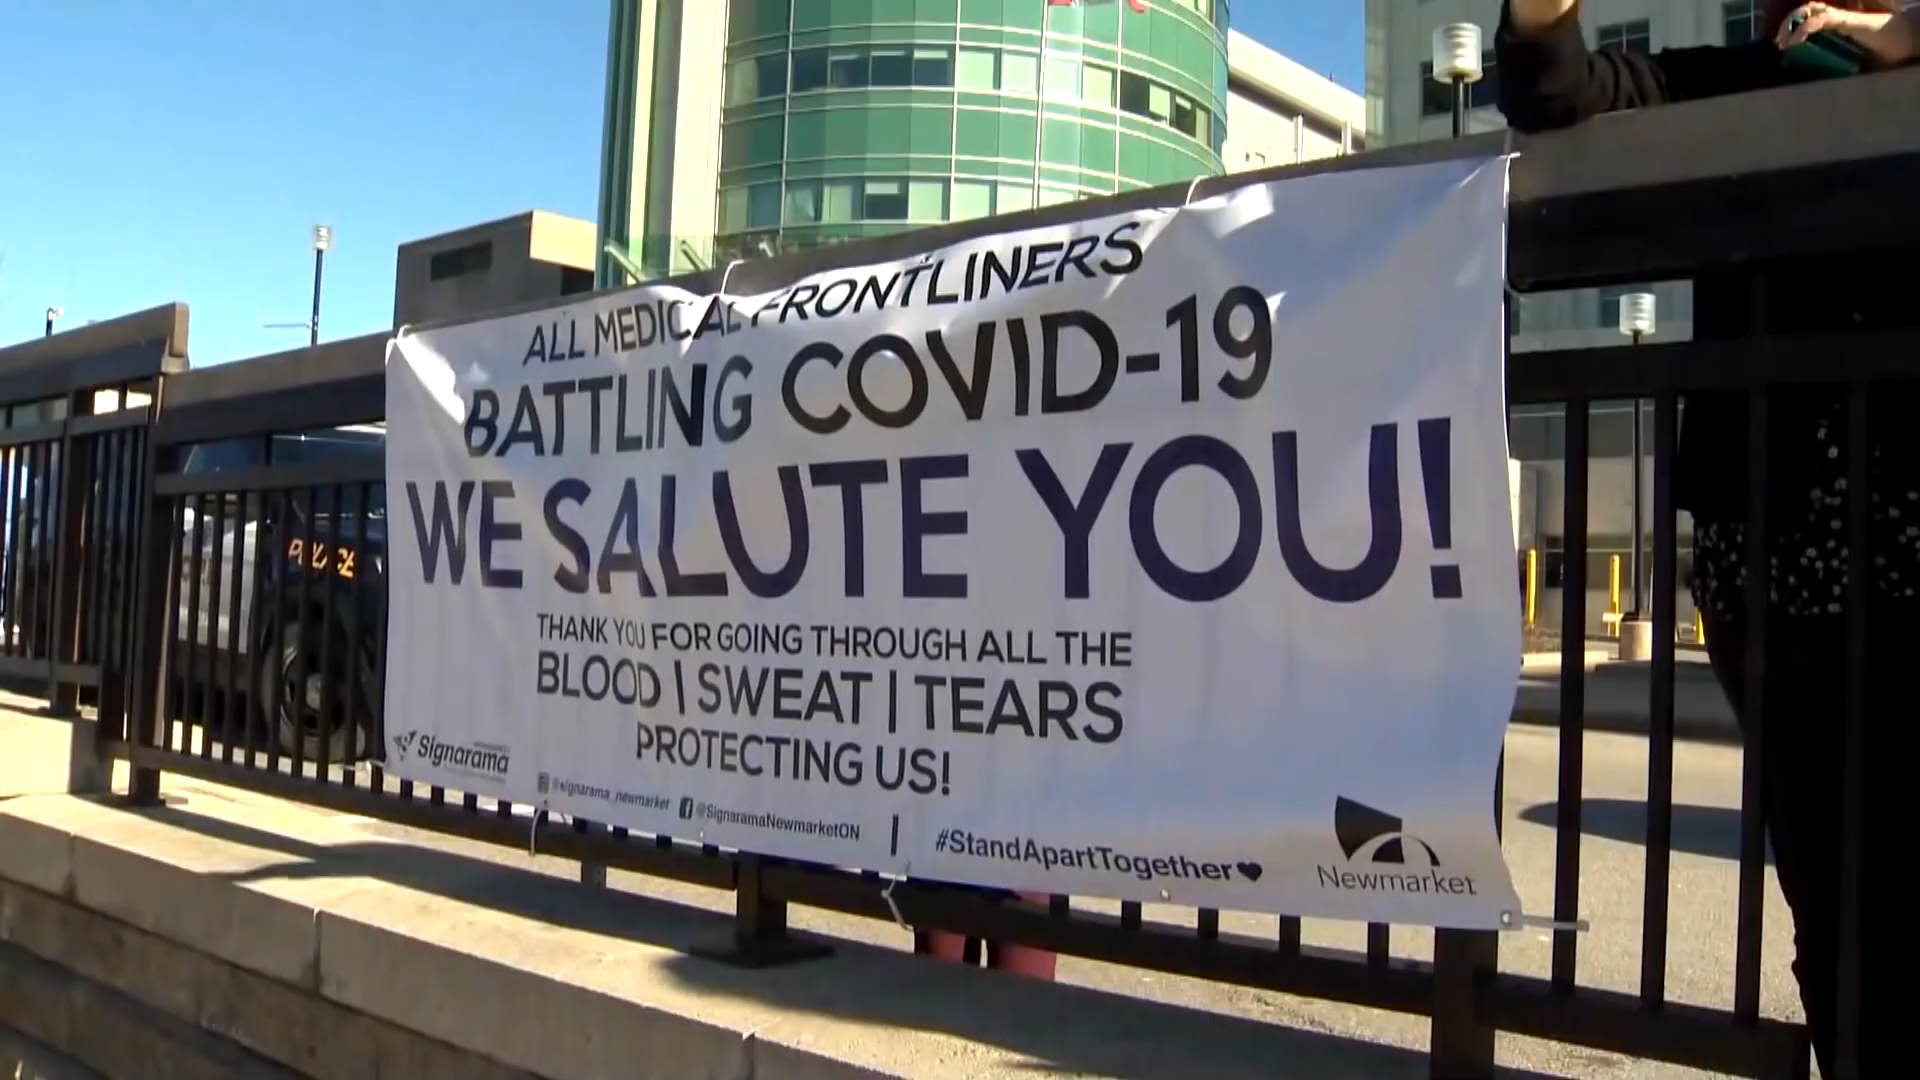 ALL MEDICAL FRONTLINERS
BATTLING COVID-19
WE SALUTE YOU!
THANK YOU FOR GOING THROUGH ALL THE
BLOOD | SWEAT | TEARS
PROTECTING US!
Signarama
@signarama_newmarket @SignaramaNewmarketON | #StandApartTogether
Newmarket
POLICE